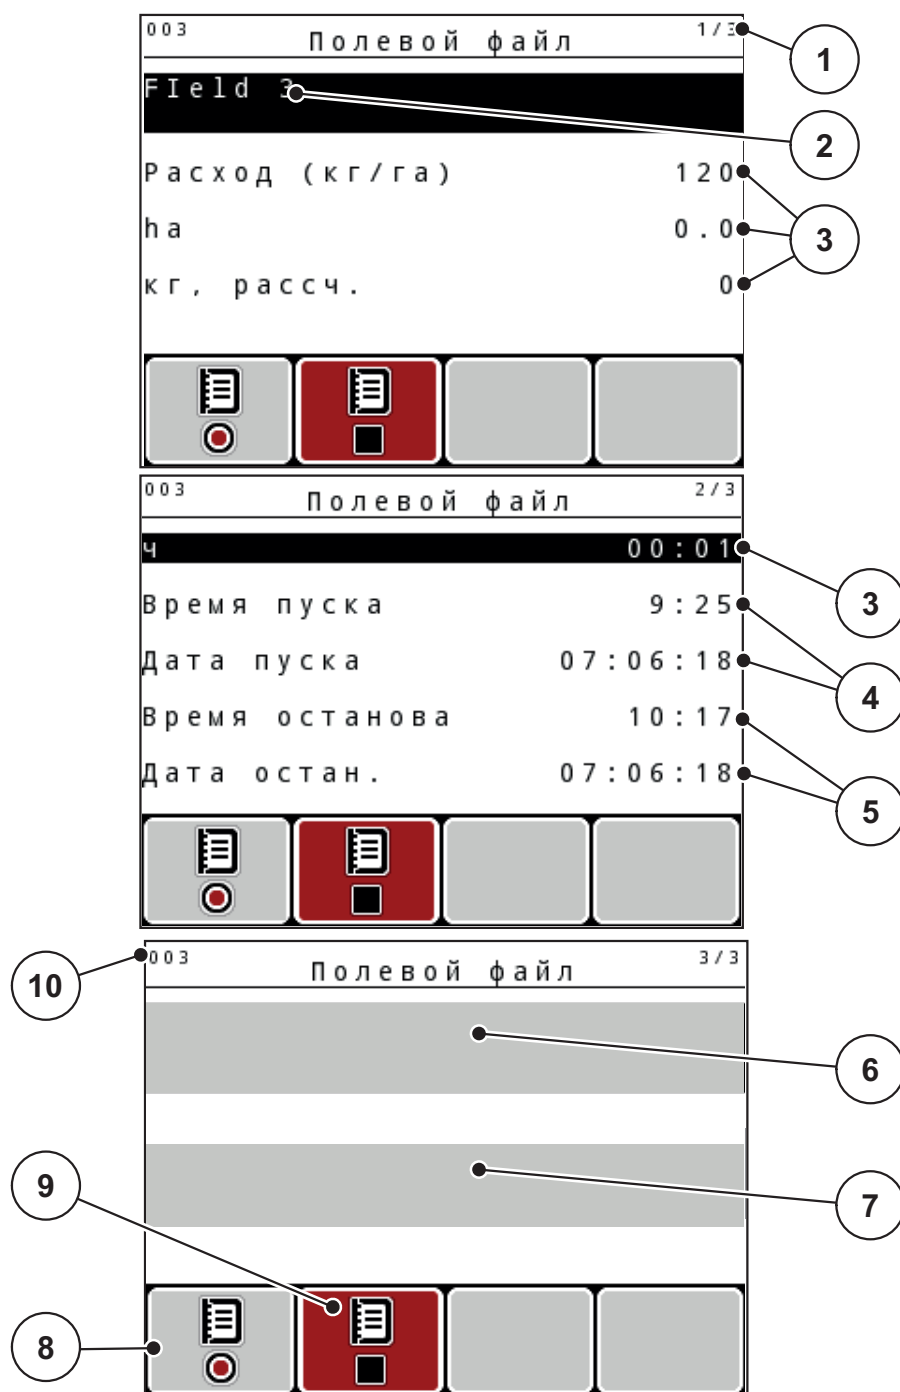 003 Полевой файл 1/3
1
FIeld 3
2
Расход (кг/га) 120
3
ha 0.0
кг, рассч. 0
003 Полевой файл 2/3
ч 00:01
3
Время пуска 9:25
Дата пуска 07:06:18
4
Время останова 10:17
Дата остан. 07:06:18
5
003 Полевой файл 3/3
10
6
9
7
8